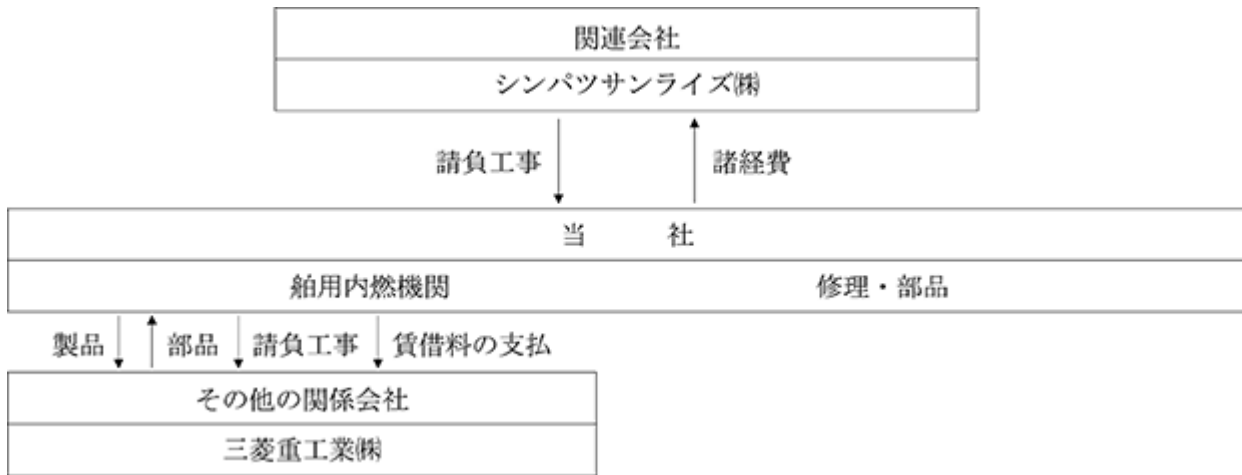 関連会社
シンパツサンライズ㈱
請負工事 諸経費
当 社
舶用内燃機関 修理・部品
製品 部品 請負工事 賃借料の支払
その他の関係会社
三菱重工業㈱